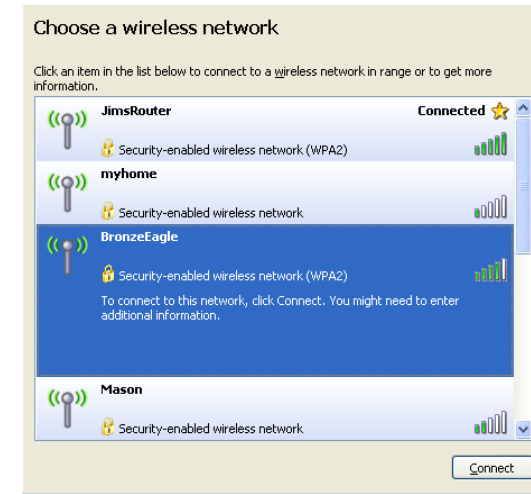 Choose a wireless network
Click an item in the list below to connect to a wireless network in range or to get more
information.
JimsRouter Connected
Security-enabled wireless network (WPA2)
myhome
Security-enabled wireless network
BronzeEagle
Security-enabled wireless network (WPA2)
To connect to this network, click Connect. You might need to enter
additional information.
Mason
Security-enabled wireless network
Connect